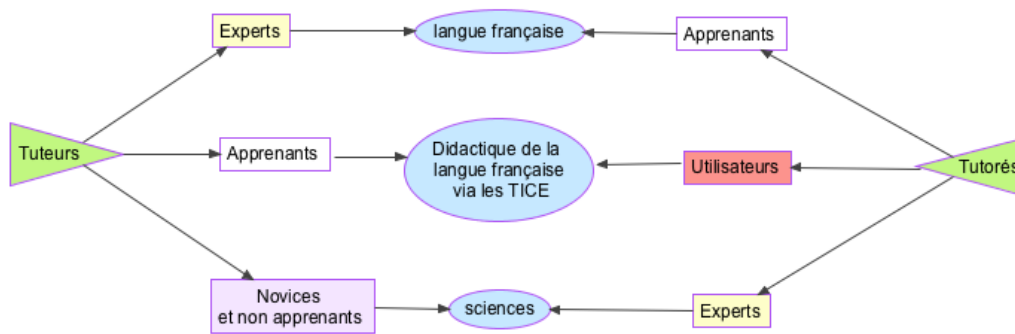 Experts
langue française
Apprenants
Tuteurs
Apprenants
Didactique de la
langue française
via les TICE
Utilisateurs
Tutorés
Novices
et non apprenants
sciences
Experts